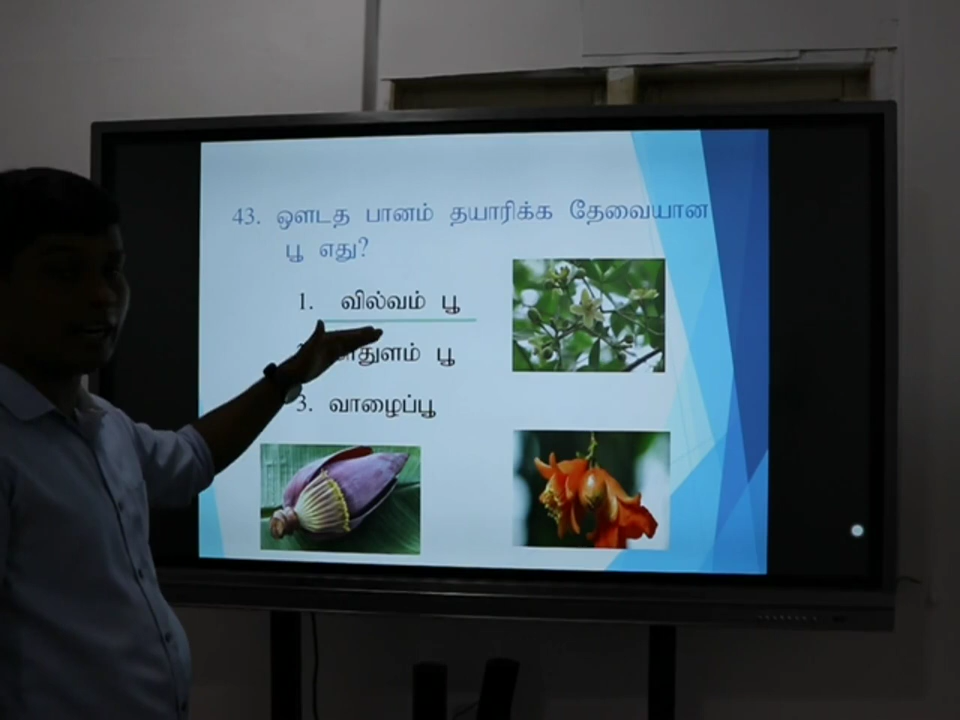 43. ஔடத பானம் தயாரிக்க தேவையான
பூ எது?
1. வில்வம் பூ
பூ
3. வாழைப்பூ